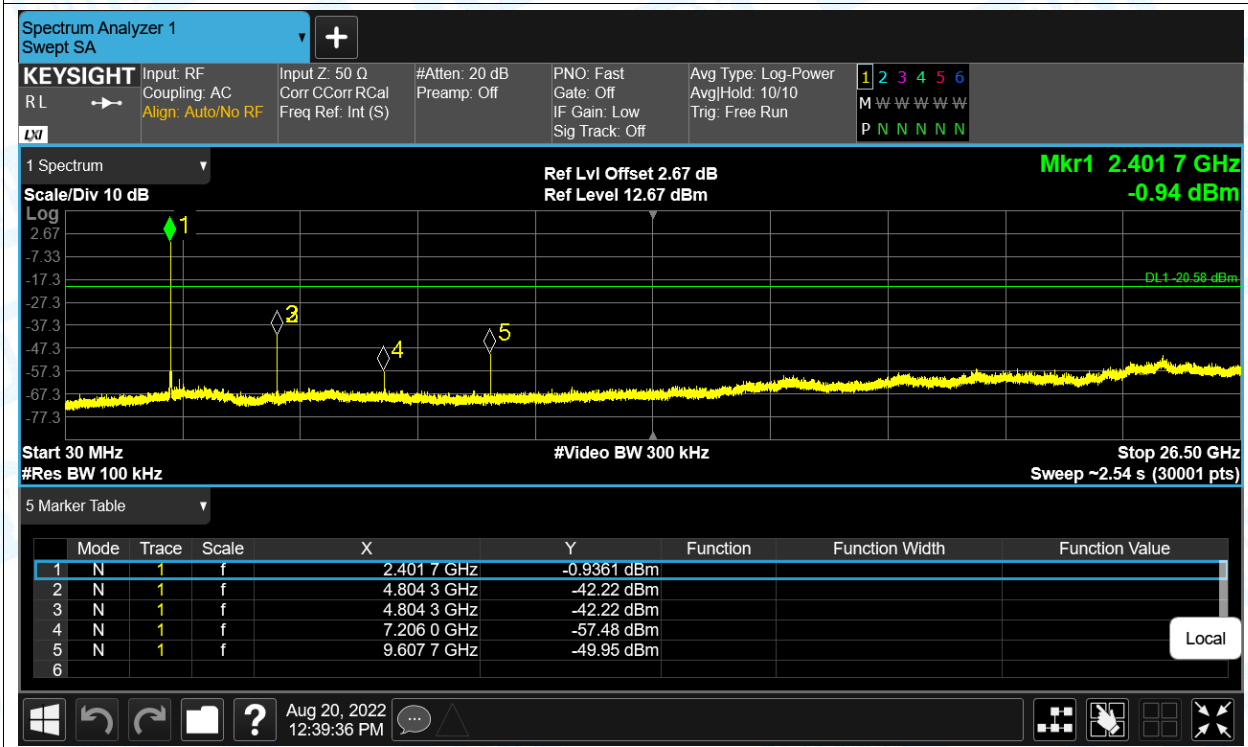 Spectrum Analyzer 1
Swept SA
KEYSIGHT
R L
LXI
Input: RF
Coupling: AC
Align: Auto/No RF
Input Z: 50 Ω
Corr CCorr RCal
Freq Ref: Int (S)
#Atten: 20 dB
Preamp: Off
PNO: Fast
Gate: Off
IF Gain: Low
Sig Track: Off
Avg Type: Log-Power
Avg|Hold: 10/10
Trig: Free Run
1 2 3 4 5 6
M W W W W W
P N N N N N
1 Spectrum
Scale/Div 10 dB
Ref Lvl Offset 2.67 dB
Ref Level 12.67 dBm
Mkr1 2.401 7 GHz
-0.94 dBm
Log
2.67
-7.33
-17.3
-27.3
-37.3
-47.3
-57.3
-67.3
-77.3
1
4
5
DL1 -20.58 dBm
Start 30 MHz
#Video BW 300 kHz
Stop 26.50 GHz
#Res BW 100 kHz
Sweep ~2.54 s (30001 pts)
5 Marker Table
Mode Trace Scale X Y Function Function Width Function Value
1 N 1 f 2.401 7 GHz -0.9361 dBm
2 N 1 f 4.804 3 GHz -42.22 dBm
3 N 1 f 4.804 3 GHz -42.22 dBm
4 N 1 f 7.206 0 GHz -57.48 dBm
5 N 1 f 9.607 7 GHz -49.95 dBm
6
Local
?
Aug 20, 2022
12:39:36 PM